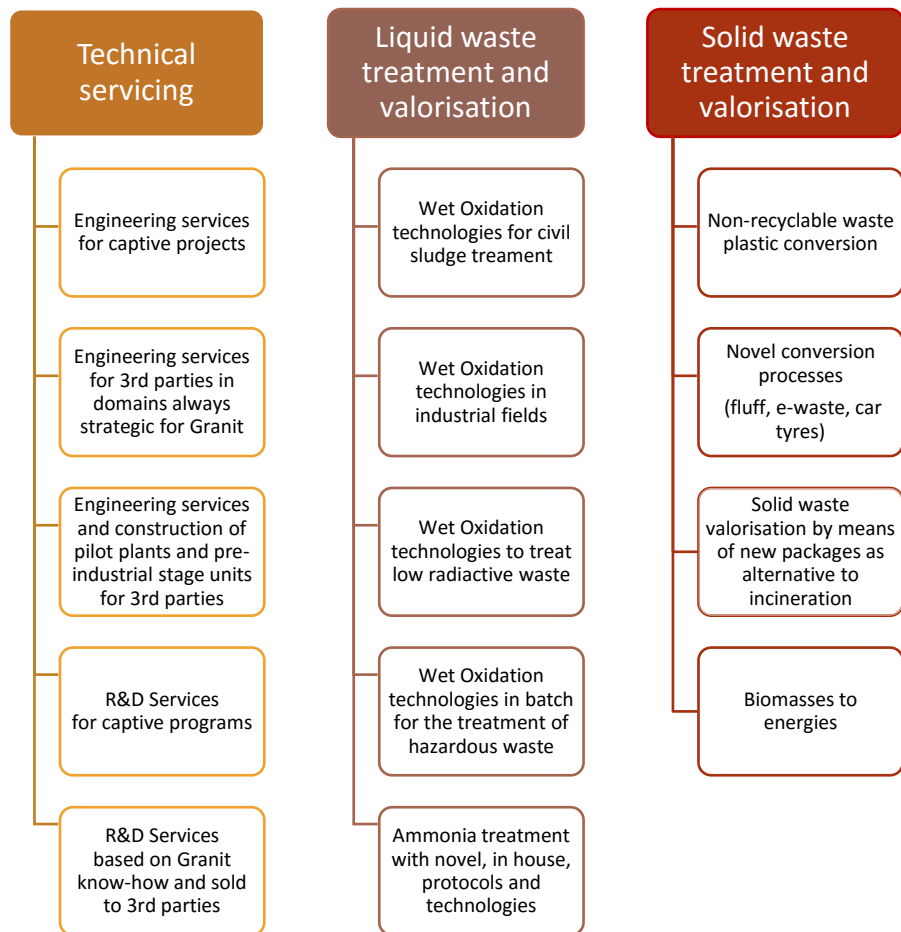 Technical
servicing
Engineering services
for captive projects
Engineering services
for 3rd parties in
domains always
strategic for Granit
Engineering services
and construction of
pilot plants and pre-
industrial stage units
for 3rd parties
R&D Services
for captive programs
R&D Services
based on Granit
know-how and sold
to 3rd parties
Liquid waste
treatment and
valorisation
Wet Oxidation
technologies for civil
sludge treament
Wet Oxidation
technologies in
industrial fields
Wet Oxidation
technologies to treat
low radiactive waste
Wet Oxidation
technologies in batch
for the treatment of
hazardous waste
Ammonia treatment
with novel, in house,
protocols and
technologies
Solid waste
treatment and
valorisation
Non-recyclable waste
plastic conversion
Novel conversion
processes
(fluff, e-waste, car
tyres)
Solid waste
valorisation by means
of new packages as
alternative to
incineration
Biomasses to
energies